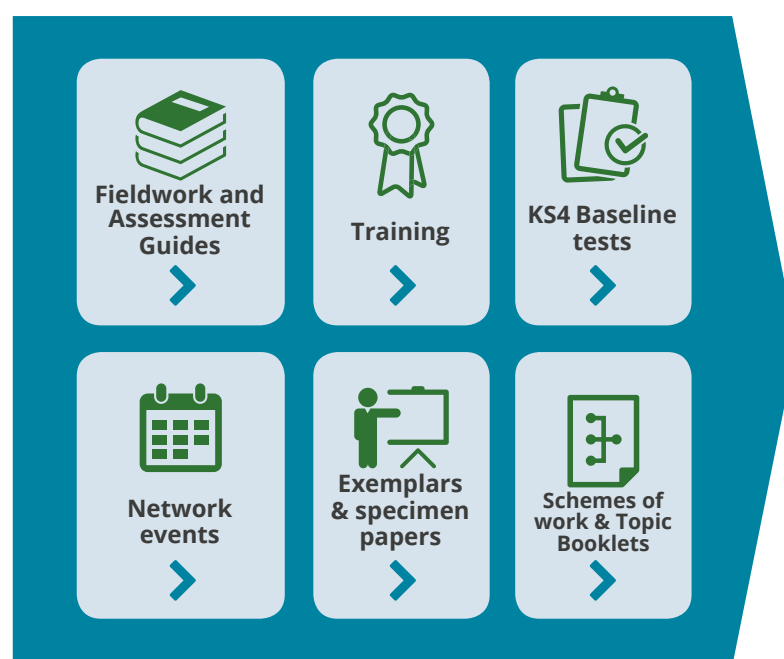 Fieldwork and
Assessment
Guides
Training
KS4 Baseline
tests
Network
events
Exemplars
& specimen
papers
Schemes of
work & Topic
Booklets